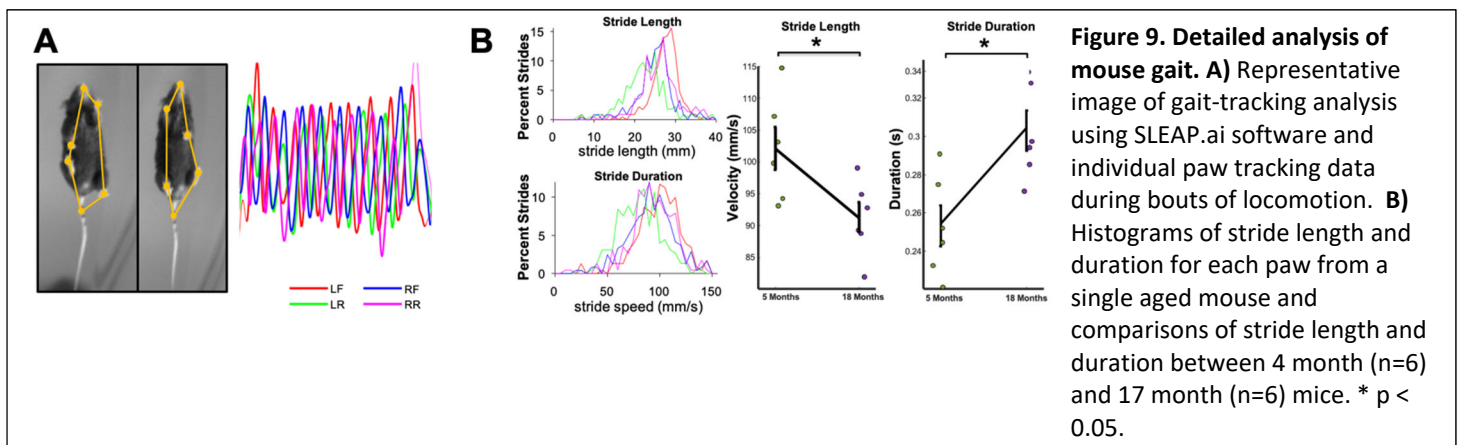 A
LF
RF
LR
RR
B
Stride Length
Percent Strides
15
10
5
0
0
10
20
30
40
stride length (mm)
Stride Duration
Percent Strides
10
5
0
0
50
100
150
stride speed (mm/s)
Stride Length
*
Velocity (mm/s)
115
110
105
100
95
90
85
5 Months
18 Months
Stride Duration
*
Duration (s)
0.34
0.32
0.3
0.28
0.26
0.24
5 Months
18 Months
Figure 9. Detailed analysis of
mouse gait. A) Representative
image of gait-tracking analysis
using SLEAP.ai software and
individual paw tracking data
during bouts of locomotion. B)
Histograms of stride length and
duration for each paw from a
single aged mouse and
comparisons of stride length and
duration between 4 month (n=6)
and 17 month (n=6) mice. * p <
0.05.